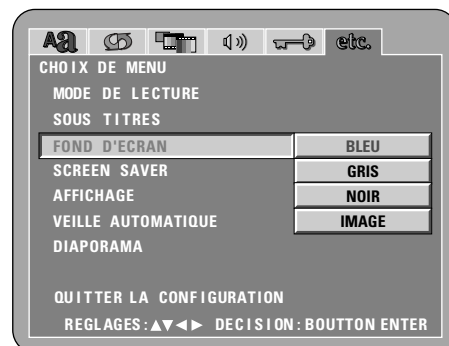 Aa etc.
CHOIX DE MENU
MODE DE LECTURE
SOUS TITRES
FOND D'ECRAN BLEU
SCREEN SAVER GRIS
AFFICHAGE NOIR
VEILLE AUTOMATIQUE IMAGE
DIAPORAMA
QUITTER LA CONFIGURATION
REGLAGES:▲▼◄► DECISION:BOUTTON ENTER